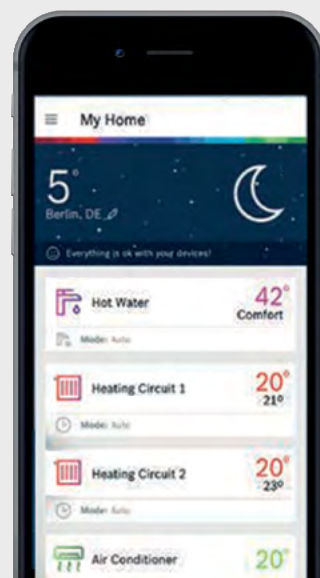 My Home
5°
Berlin, DE
Everything is ok with your devices!
Hot Water
42°
Comfort
Mode: Auto
Heating Circuit 1
20°
21°
Mode: Auto
Heating Circuit 2
20°
23°
Mode: Auto
Air Conditioner
20°